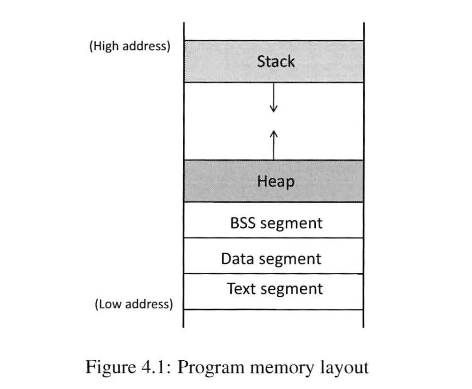 (High address)
Stack
Heap
BSS segment
Data segment
Text segment
(Low address)
Figure 4.1: Program memory layout